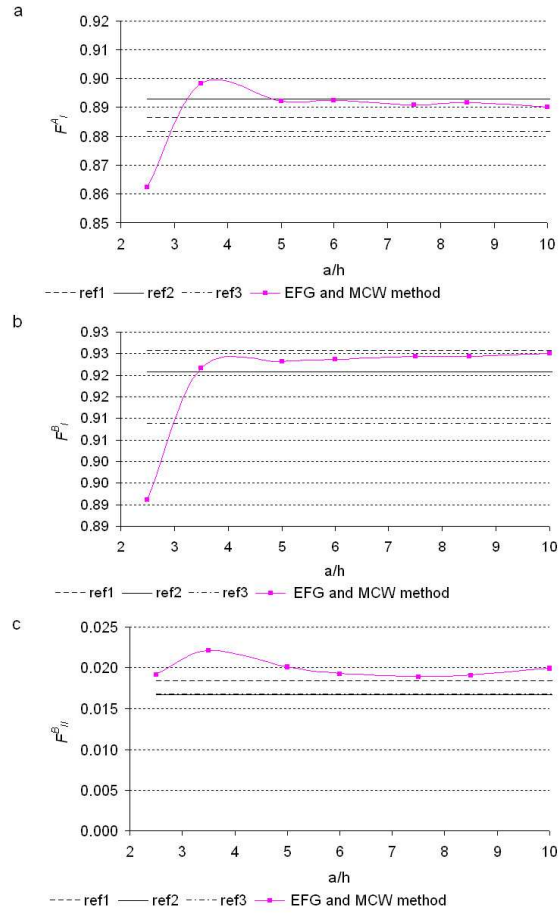 a
0.92
0.91
0.90
0.89
0.88
0.87
0.86
0.85
F^A_I
2 3 4 5 6 7 8 9 10
a/h
ref1 ref2 ref3 EFG and MCW method
b
0.93
0.93
0.92
0.92
0.91
0.91
0.90
0.90
0.89
0.89
F^B_I
2 3 4 5 6 7 8 9 10
a/h
ref1 ref2 ref3 EFG and MCW method
c
0.025
0.020
0.015
0.010
0.005
0.000
F^B_II
2 3 4 5 6 7 8 9 10
a/h
ref1 ref2 ref3 EFG and MCW method